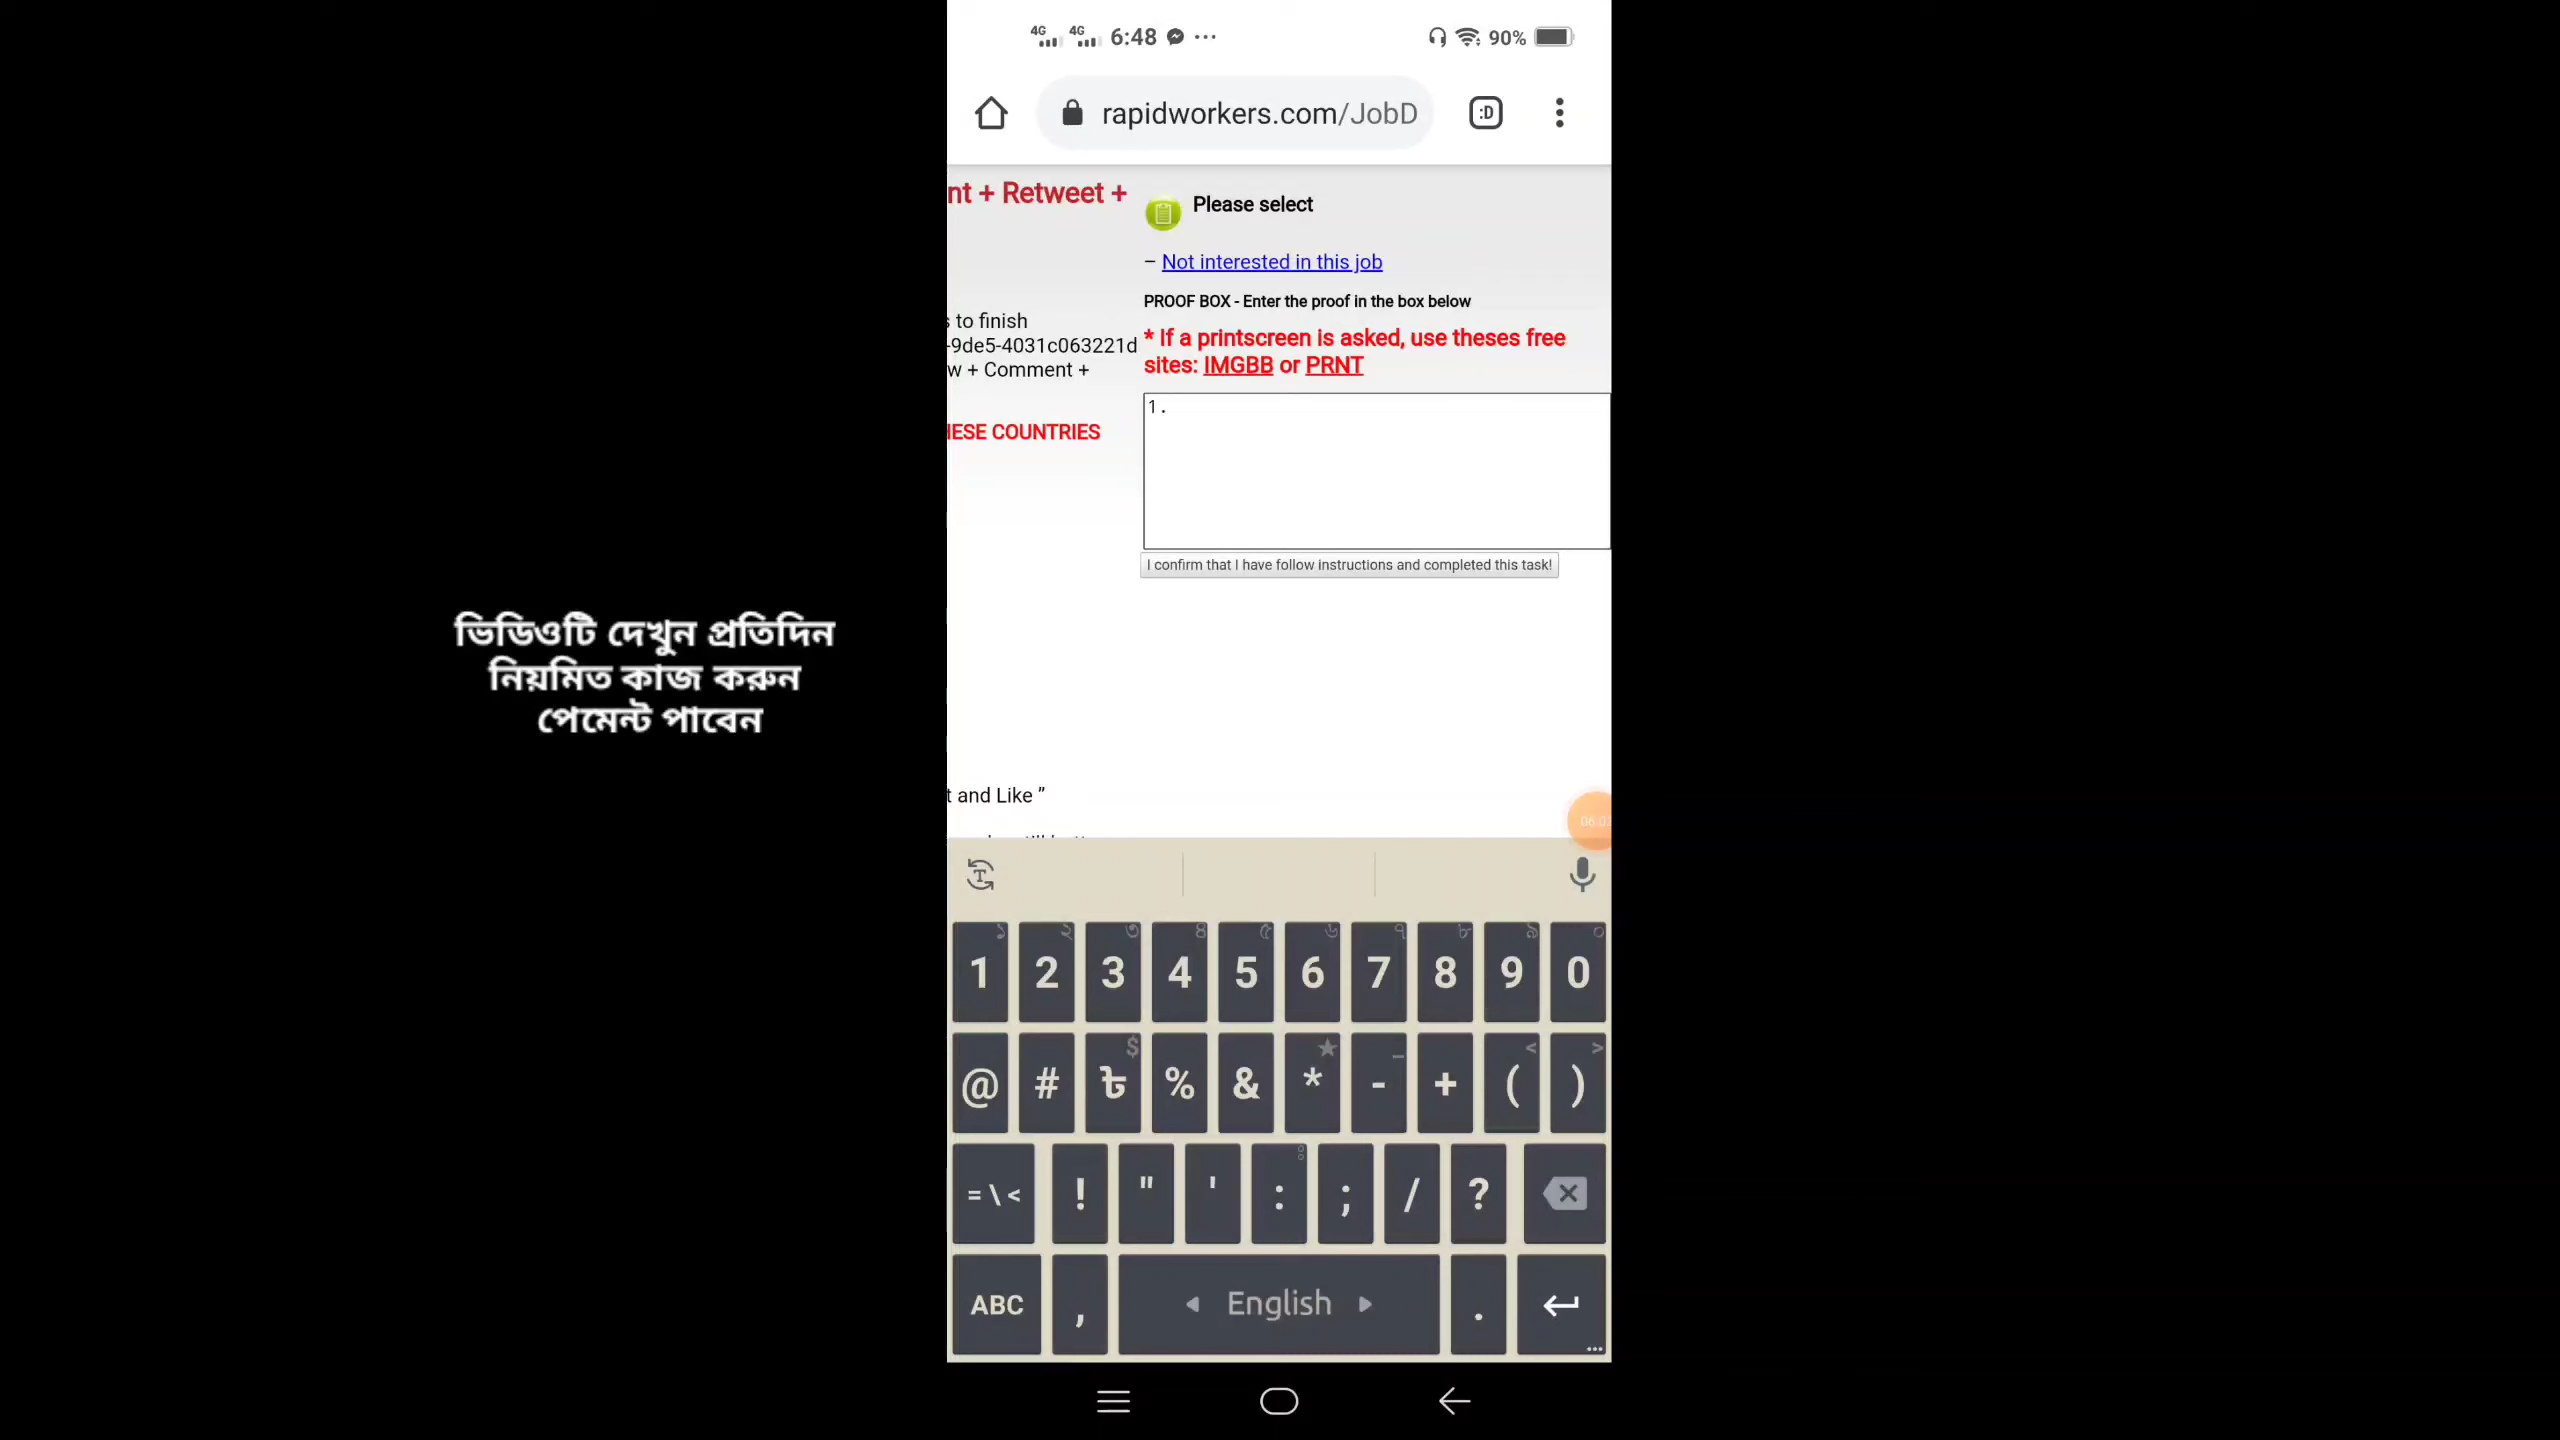 4G 4G 6:48 ... 90%
rapidworkers.com/JobD
:D
nt + Retweet +
Please select
– Not interested in this job
PROOF BOX - Enter the proof in the box below
s to finish
-9de5-4031c063221d
w + Comment +
* If a printscreen is asked, use theses free
sites: IMGBB or PRNT
1.
HESE COUNTRIES
I confirm that I have follow instructions and completed this task!
ভিডিওটি দেখুন প্রতিদিন
নিয়মিত কাজ করুন
পেমেন্ট পাবেন
t and Like ”
1 2 3 4 5 6 7 8 9 0
@ # ৳ % & * - + ( )
= \ < ! " ' : ; / ?
ABC , English .